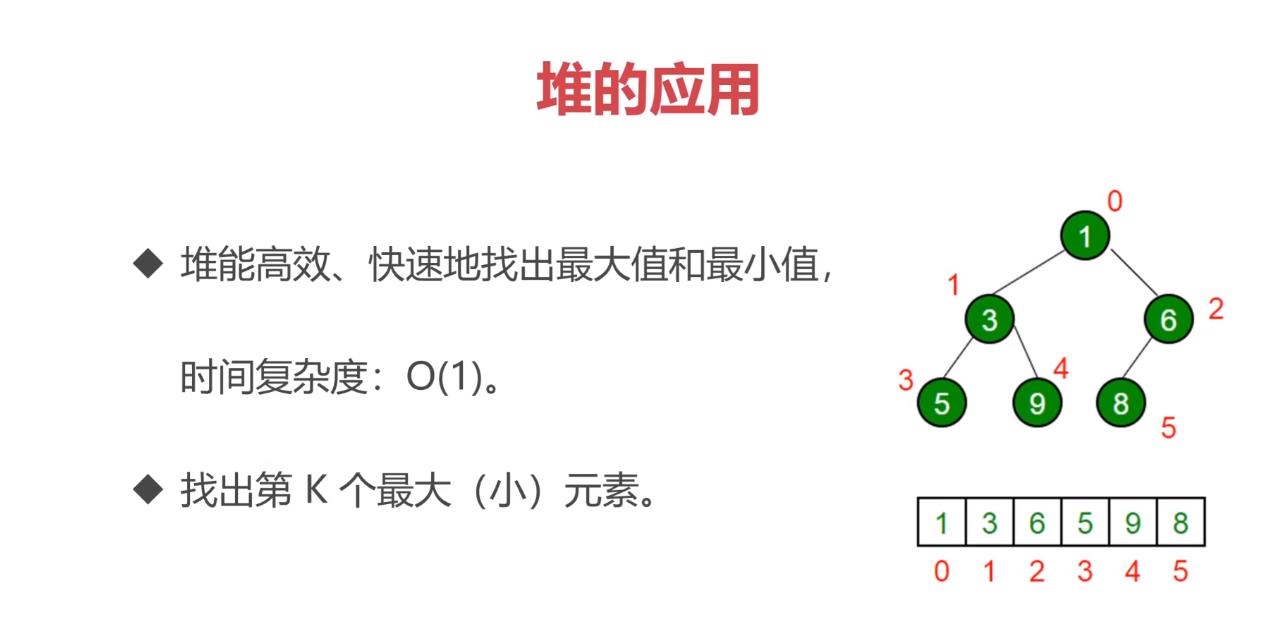 堆的应用
◆ 堆能高效、快速地找出最大值和最小值，
时间复杂度：O(1)。
◆ 找出第 K 个最大（小）元素。
0
1
1
3
6
2
3
5
9
4
8
5
1 3 6 5 9 8
0 1 2 3 4 5